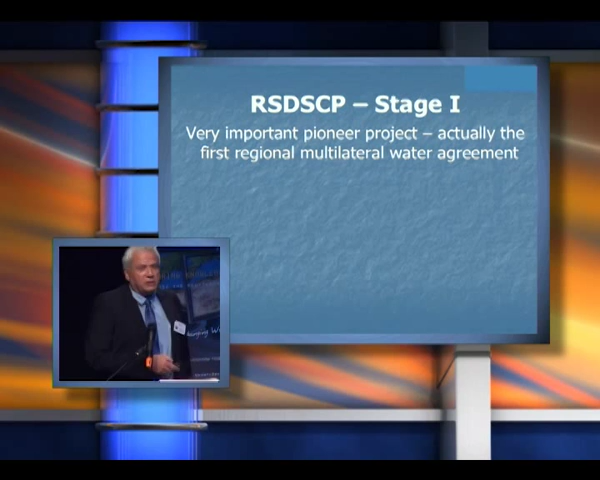 RSDSCP – Stage I
Very important pioneer project – actually the
first regional multilateral water agreement